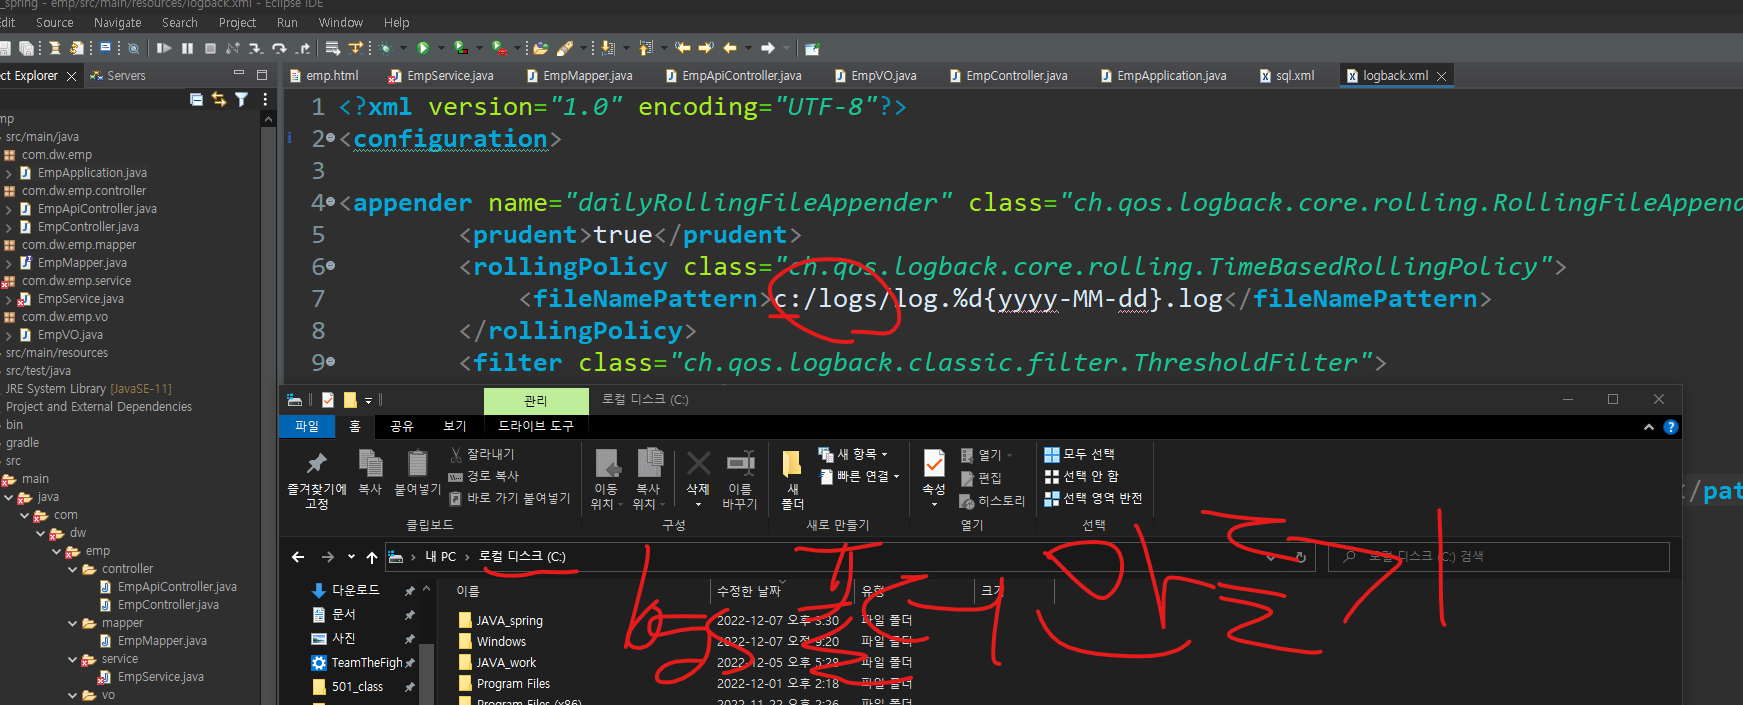 _spring - emp/src/main/resources/logback.xml - Eclipse IDE
dit Source Navigate Search Project Run Window Help
ct Explorer Servers
emp.html EmpService.java EmpMapper.java EmpApiController.java EmpVO.java EmpController.java EmpApplication.java sql.xml logback.xml
mp
src/main/java
com.dw.emp
EmpApplication.java
com.dw.emp.controller
EmpApiController.java
EmpController.java
com.dw.emp.mapper
EmpMapper.java
com.dw.emp.service
EmpService.java
com.dw.emp.vo
EmpVO.java
src/main/resources
src/test/java
JRE System Library [JavaSE-11]
Project and External Dependencies
bin
gradle
src
main
java
com
dw
emp
controller
EmpApiController.java
EmpController.java
mapper
EmpMapper.java
service
EmpService.java
vo
1 <?xml version="1.0" encoding="UTF-8"?>
2 <configuration>
3
4 <appender name="dailyRollingFileAppender" class="ch.qos.logback.core.rolling.RollingFileAppend
5 <prudent>true</prudent>
6 <rollingPolicy class="ch.qos.logback.core.rolling.TimeBasedRollingPolicy">
7 <fileNamePattern>c:/logs/log.%d{yyyy-MM-dd}.log</fileNamePattern>
8 </rollingPolicy>
9 <filter class="ch.qos.logback.classic.filter.ThresholdFilter">
</pat
관리 로컬 디스크 (C:)
파일 홈 공유 보기 드라이브 도구
즐겨찾기에 고정
복사
붙여넣기
잘라내기
경로 복사
바로 가기 붙여넣기
클립보드
이동 위치
복사 위치
삭제
이름 바꾸기
구성
새 폴더
새 항목
빠른 연결
새로 만들기
속성
열기
편집
히스토리
열기
모두 선택
선택 안 함
선택 영역 반전
선택
내 PC > 로컬 디스크 (C:)
로컬 디스크 (C:) 검색
다운로드
문서
사진
TeamTheFigh
501_class
이름 수정한 날짜 유형 크기
JAVA_spring 2022-12-07 오후 3:30 파일 폴더
Windows 2022-12-07 오전 9:20 파일 폴더
JAVA_work 2022-12-05 오후 5:28 파일 폴더
Program Files 2022-12-01 오후 2:18 파일 폴더
Program Files (x86) 2022-11-22 오후 2:26 파일 폴더